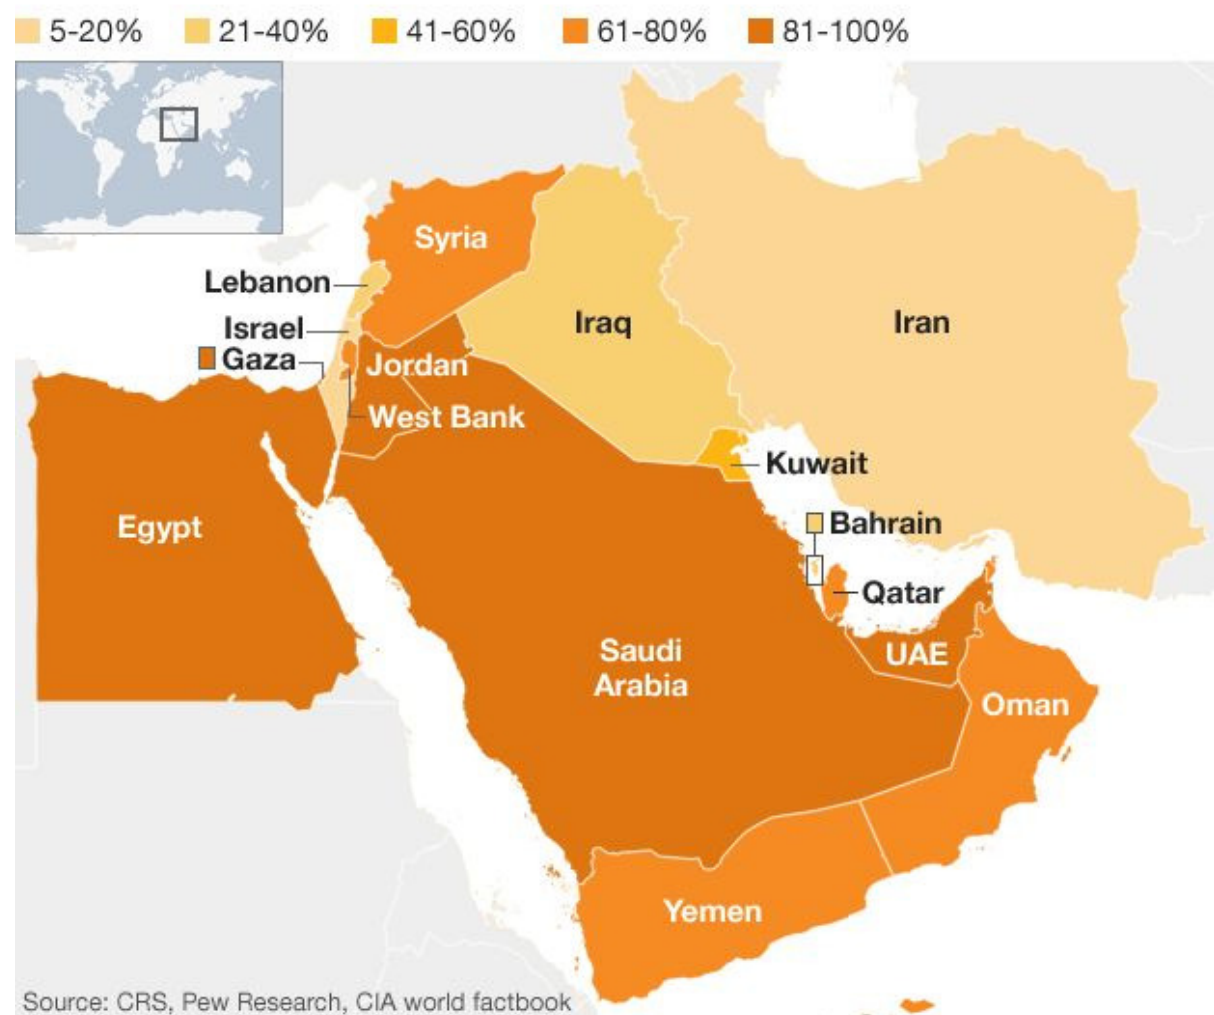 5-20% 21-40% 41-60% 61-80% 81-100%
Syria
Lebanon
Iraq
Iran
Israel
Gaza
Jordan
West Bank
Kuwait
Egypt
Bahrain
Qatar
Saudi
Arabia
UAE
Oman
Yemen
Source: CRS, Pew Research, CIA world factbook